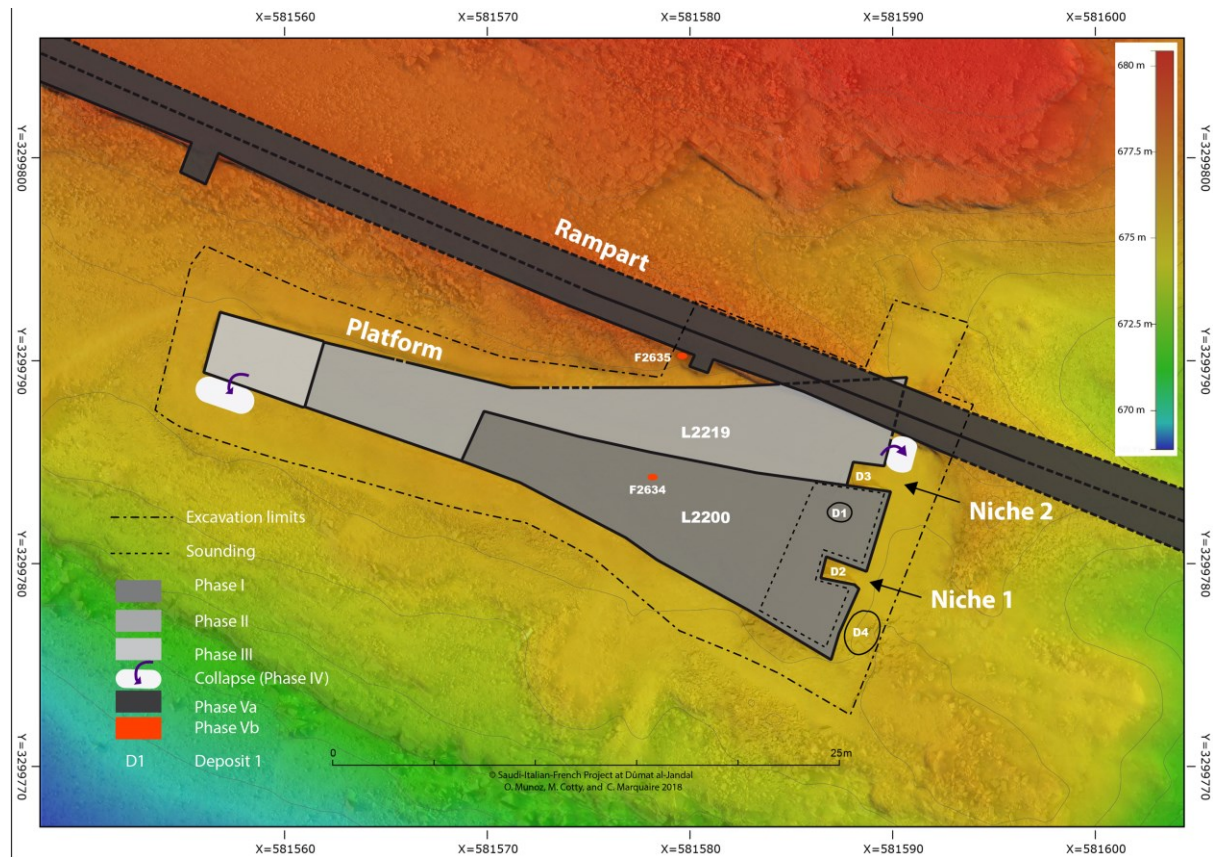 X=581560
X=581570
X=581580
X=581590
X=581600
680 m
677.5 m
675 m
672.5 m
670 m
Y=3299800
Y=3299800
Rampart
Platform
F2635
Y=3299790
Y=3299790
L2219
F2634
L2200
D3
D1
Niche 2
D2
Niche 1
D4
Y=3299780
Y=3299780
Excavation limits
Sounding
Phase I
Phase II
Phase III
Collapse (Phase IV)
Phase Va
Phase Vb
D1 Deposit 1
0 25m
© Saudi-Italian-French Project at Dûmat al-Jandal
O. Munoz, M. Cotty, and C. Marquaire 2018
Y=3299770
Y=3299770
X=581560
X=581570
X=581580
X=581590
X=581600